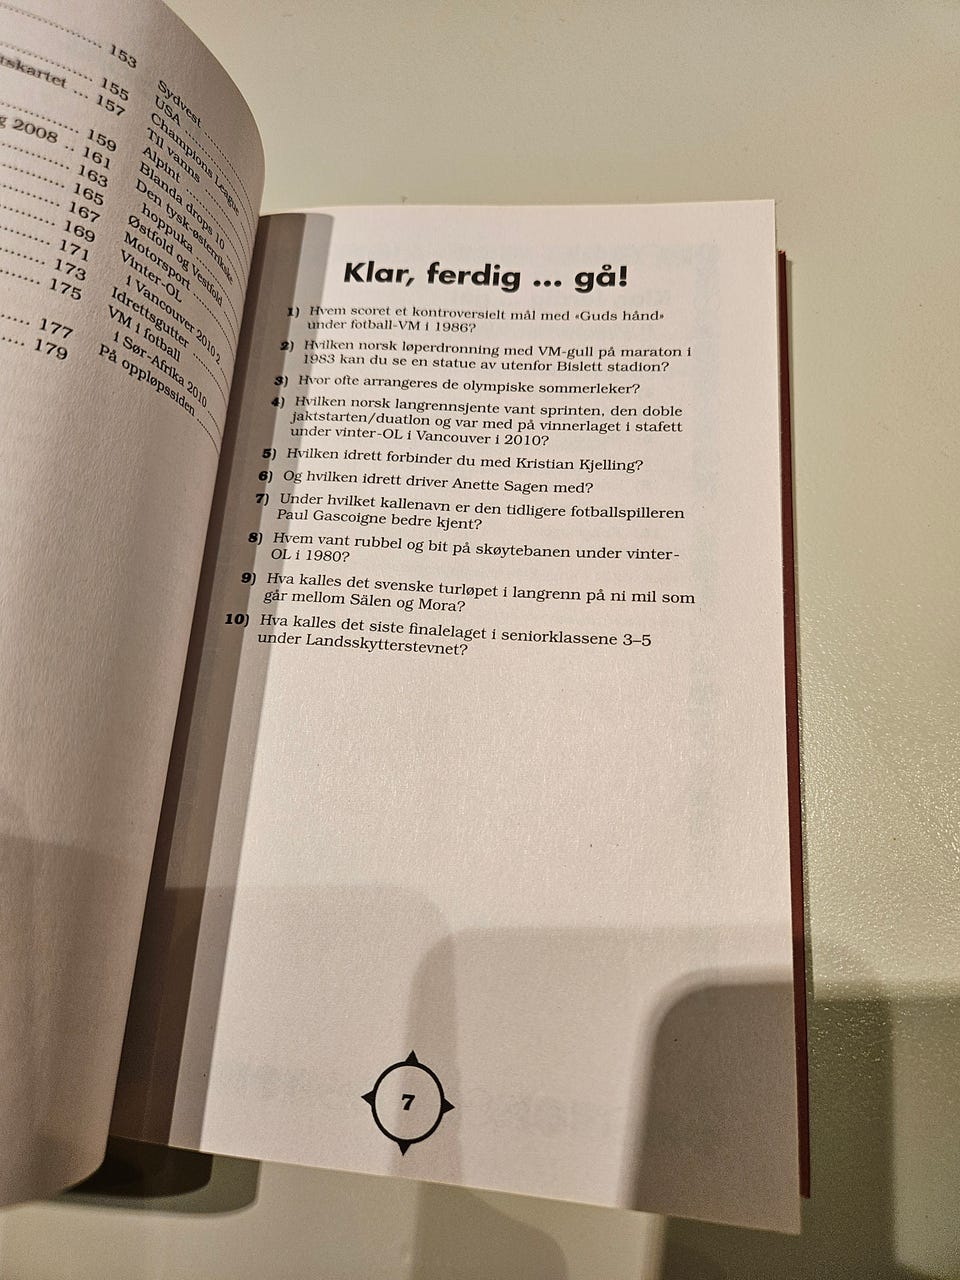 153
155
tskartet ... 157
159
g 2008 .. 161
163
165
167
169
171
173
175
177
179
Sydvest
USA
Champions League
Til vanns
Alpint
Blanda drops 10
Den tysk-østerrikske
hoppuka
Østfold og Vestfold
Motorsport
Vinter-OL
i Vancouver 2010 2
Idrettsgutter
VM i fotball
i Sør-Afrika 2010
På oppløpssiden
Klar, ferdig ... gå!
1) Hvem scoret et kontroversielt mål med «Guds hånd»
under fotball-VM i 1986?
2) Hvilken norsk løperdronning med VM-gull på maraton i
1983 kan du se en statue av utenfor Bislett stadion?
3) Hvor ofte arrangeres de olympiske sommerleker?
4) Hvilken norsk langrennsjente vant sprinten, den doble
jaktstarten/duatlon og var med på vinnerlaget i stafett
under vinter-OL i Vancouver i 2010?
5) Hvilken idrett forbinder du med Kristian Kjelling?
6) Og hvilken idrett driver Anette Sagen med?
7) Under hvilket kallenavn er den tidligere fotballspilleren
Paul Gascoigne bedre kjent?
8) Hvem vant rubbel og bit på skøytebanen under vinter-
OL i 1980?
9) Hva kalles det svenske turløpet i langrenn på ni mil som
går mellom Sälen og Mora?
10) Hva kalles det siste finalelaget i seniorklassene 3–5
under Landsskytterstevnet?
7